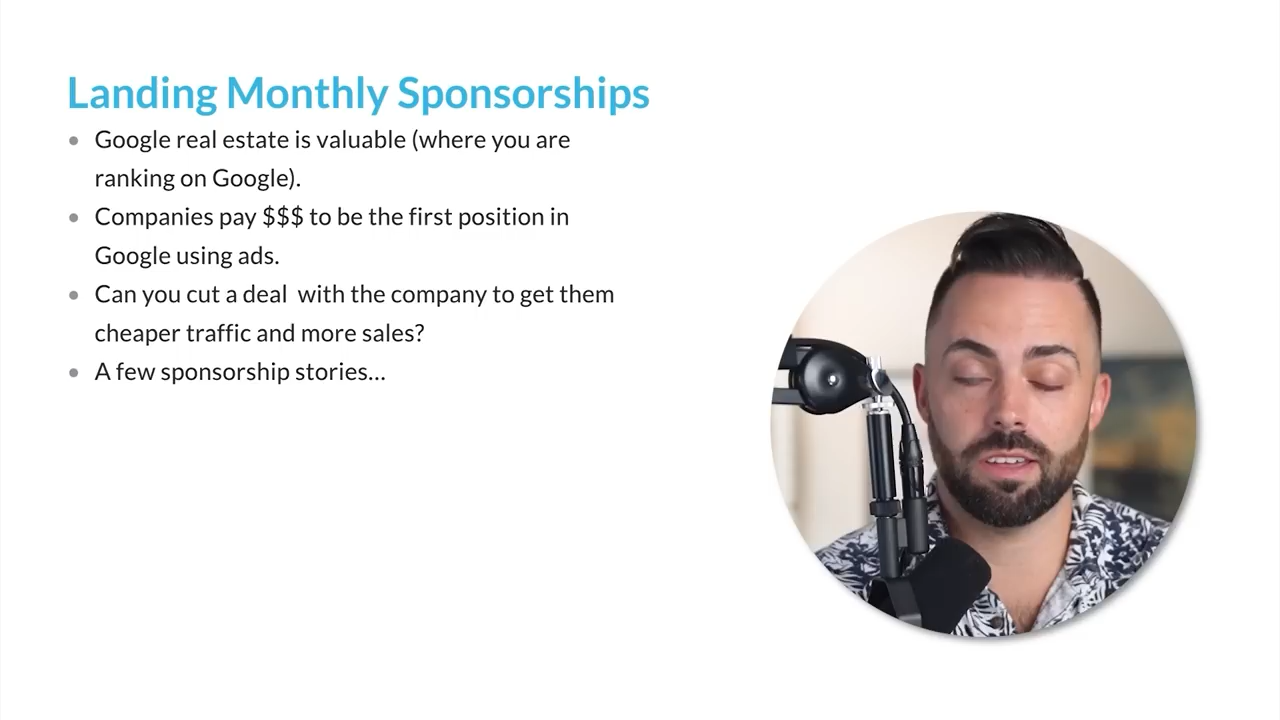 Landing Monthly Sponsorships
• Google real estate is valuable (where you are
ranking on Google).
• Companies pay $$$ to be the first position in
Google using ads.
• Can you cut a deal  with the company to get them
cheaper traffic and more sales?
• A few sponsorship stories...